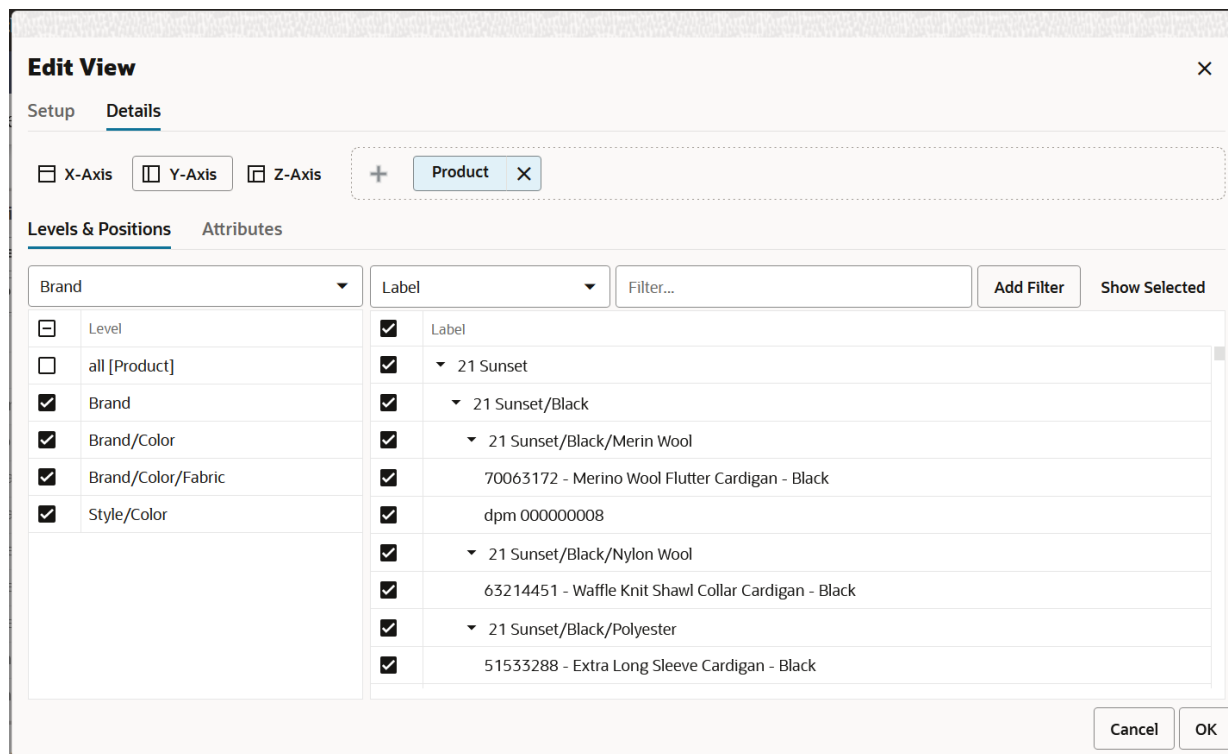 Edit View
Setup Details
X-Axis Y-Axis Z-Axis Product
Levels & Positions Attributes
Brand Label Filter... Add Filter Show Selected
Level Label
all [Product] 21 Sunset
Brand 21 Sunset/Black
Brand/Color 21 Sunset/Black/Merin Wool
Brand/Color/Fabric 70063172 - Merino Wool Flutter Cardigan - Black
Style/Color dpm 000000008
21 Sunset/Black/Nylon Wool
63214451 - Waffle Knit Shawl Collar Cardigan - Black
21 Sunset/Black/Polyester
51533288 - Extra Long Sleeve Cardigan - Black
Cancel OK